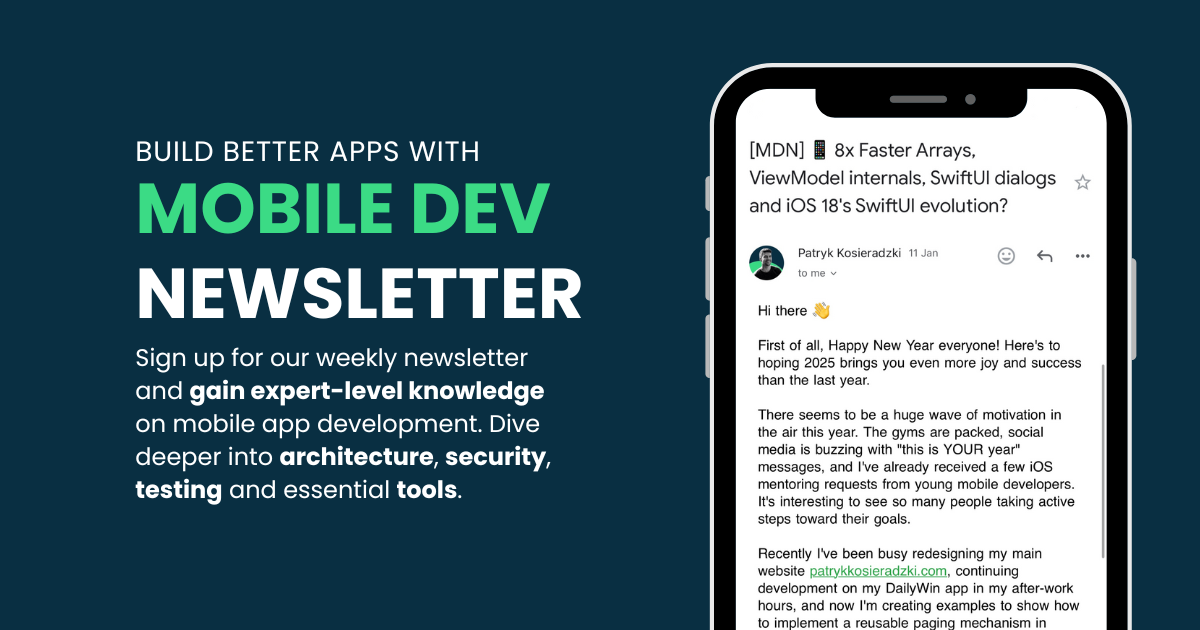 BUILD BETTER APPS WITH
MOBILE DEV
NEWSLETTER
Sign up for our weekly newsletter
and gain expert-level knowledge
on mobile app development. Dive
deeper into architecture, security,
testing and essential tools.
[MDN] 📱 8x Faster Arrays,
ViewModel internals, SwiftUI dialogs
and iOS 18's SwiftUI evolution?
Patryk Kosieradzki 11 Jan
to me
Hi there 👋
First of all, Happy New Year everyone! Here's to
hoping 2025 brings you even more joy and success
than the last year.
There seems to be a huge wave of motivation in
the air this year. The gyms are packed, social
media is buzzing with "this is YOUR year"
messages, and I've already received a few iOS
mentoring requests from young mobile developers.
It's interesting to see so many people taking active
steps toward their goals.
Recently I've been busy redesigning my main
website patrykkosieradzki.com, continuing
development on my DailyWin app in my after-work
hours, and now I'm creating examples to show how
to implement a reusable paging mechanism in